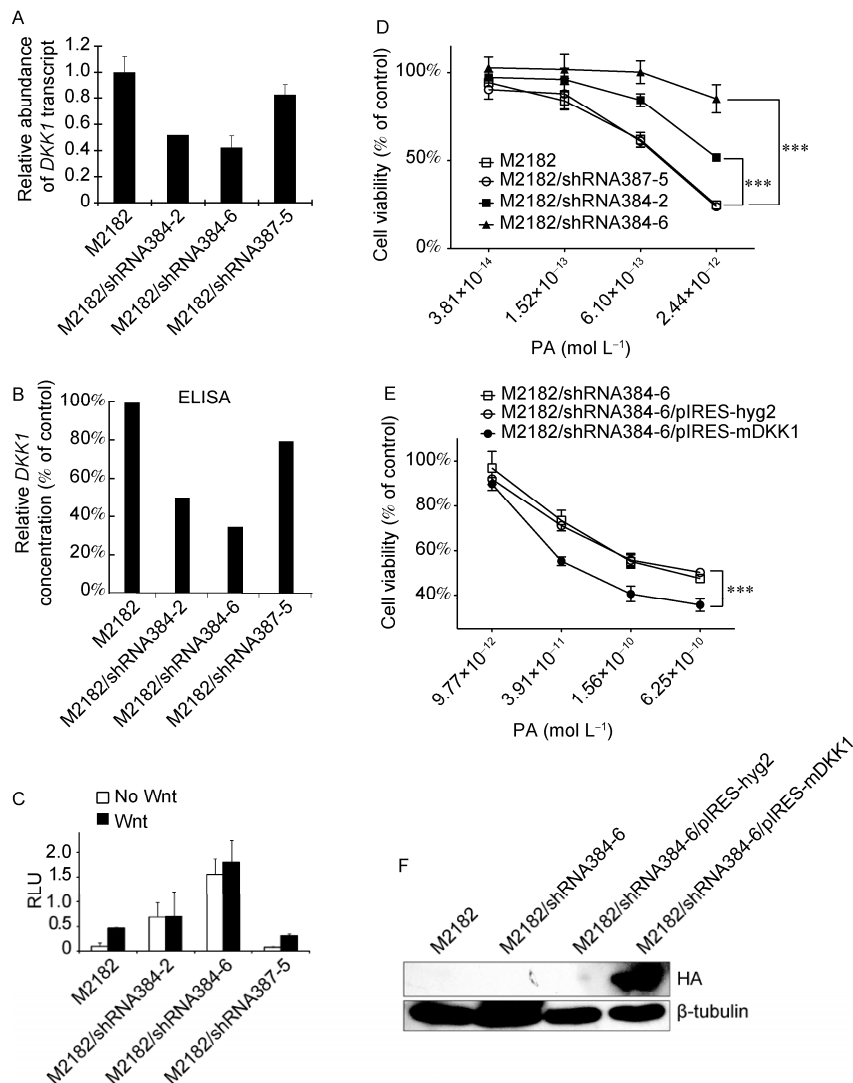 A
Relative abundance
of DKK1 transcript
1.2
1.0
0.8
0.6
0.4
0.2
0
M2182
M2182/shRNA384-2
M2182/shRNA384-6
M2182/shRNA387-5
B
ELISA
Relative DKK1
concentration (% of control)
100%
80%
60%
40%
20%
0%
M2182
M2182/shRNA384-2
M2182/shRNA384-6
M2182/shRNA387-5
C
No Wnt
Wnt
RLU
2.0
1.5
1.0
0.5
0
M2182
M2182/shRNA384-2
M2182/shRNA384-6
M2182/shRNA387-5
D
Cell viability (% of control)
100%
50%
0%
M2182
M2182/shRNA387-5
M2182/shRNA384-2
M2182/shRNA384-6
***
***
3.81×10⁻¹⁴
1.52×10⁻¹³
6.10×10⁻¹³
2.44×10⁻¹²
PA (mol L⁻¹)
E
M2182/shRNA384-6
M2182/shRNA384-6/pIRES-hyg2
M2182/shRNA384-6/pIRES-mDKK1
Cell viability (% of control)
100%
80%
60%
40%
***
9.77×10⁻¹²
3.91×10⁻¹¹
1.56×10⁻¹⁰
6.25×10⁻¹⁰
PA (mol L⁻¹)
F
M2182
M2182/shRNA384-6
M2182/shRNA384-6/pIRES-hyg2
M2182/shRNA384-6/pIRES-mDKK1
HA
β-tubulin